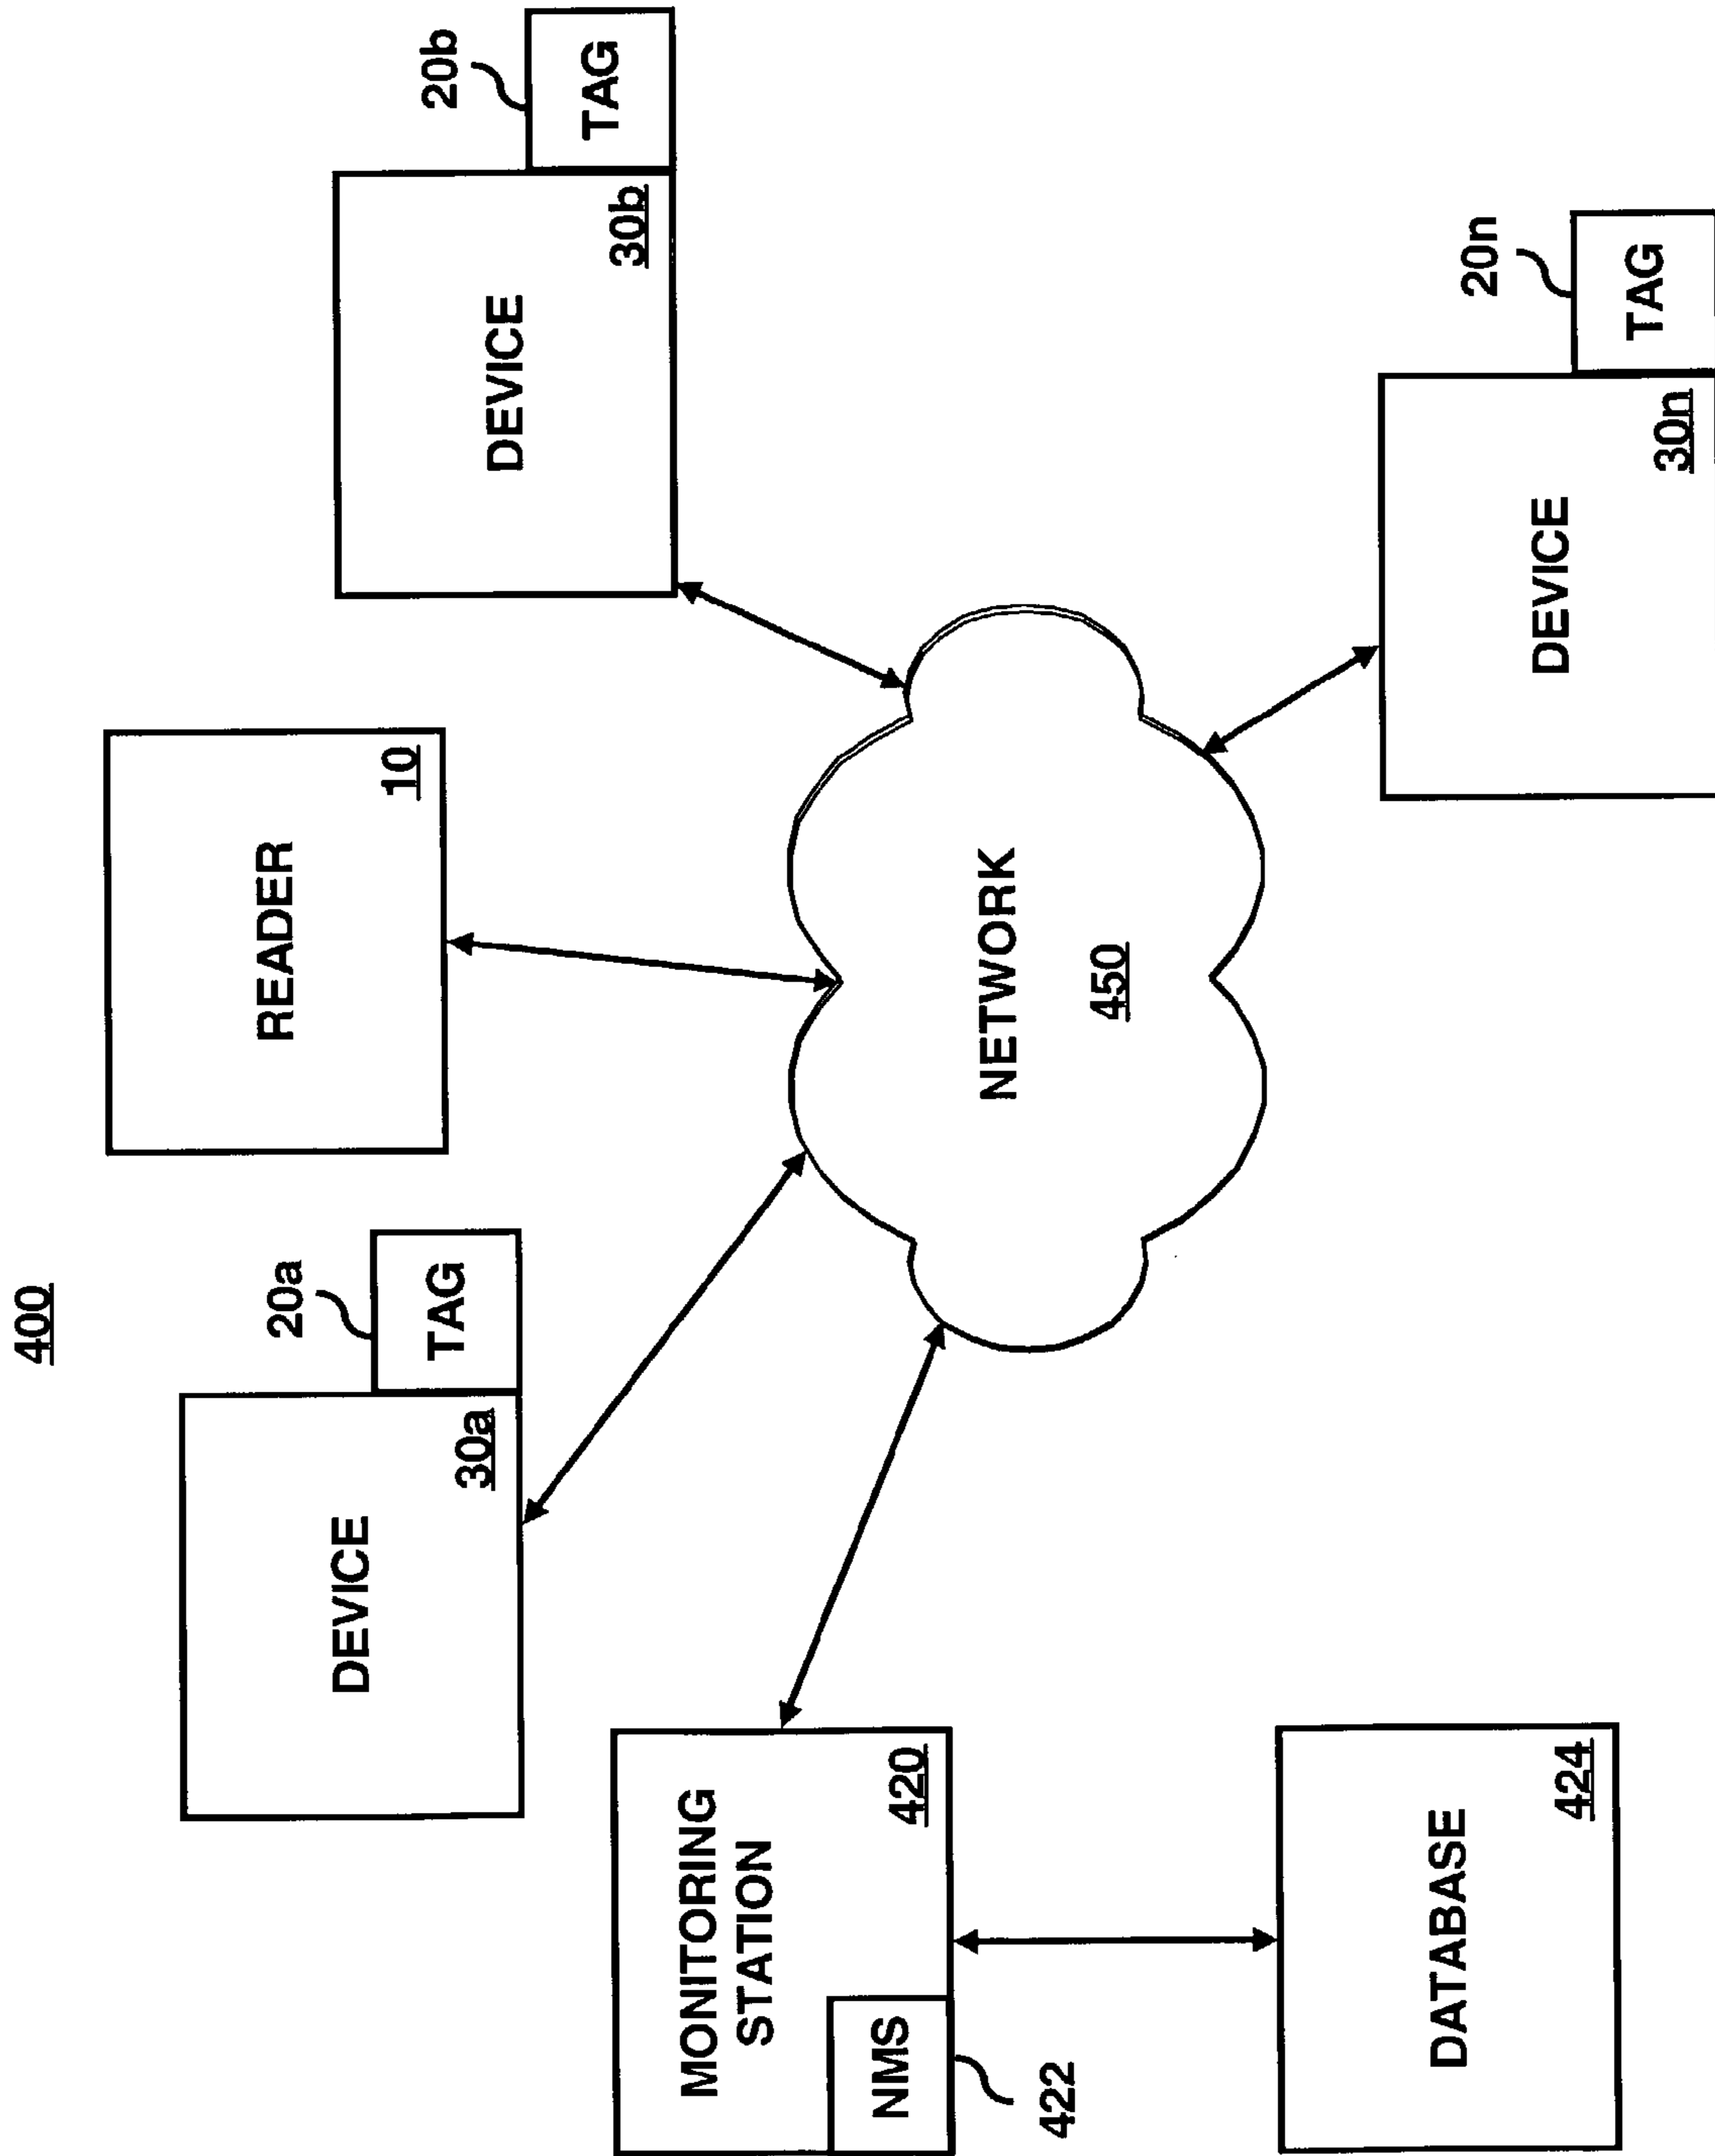 400
DEVICE
30a
20a
TAG
READER
10
DEVICE
30b
20b
TAG
MONITORING
STATION
420
NMS
422
NETWORK
450
DATABASE
424
DEVICE
30n
20n
TAG